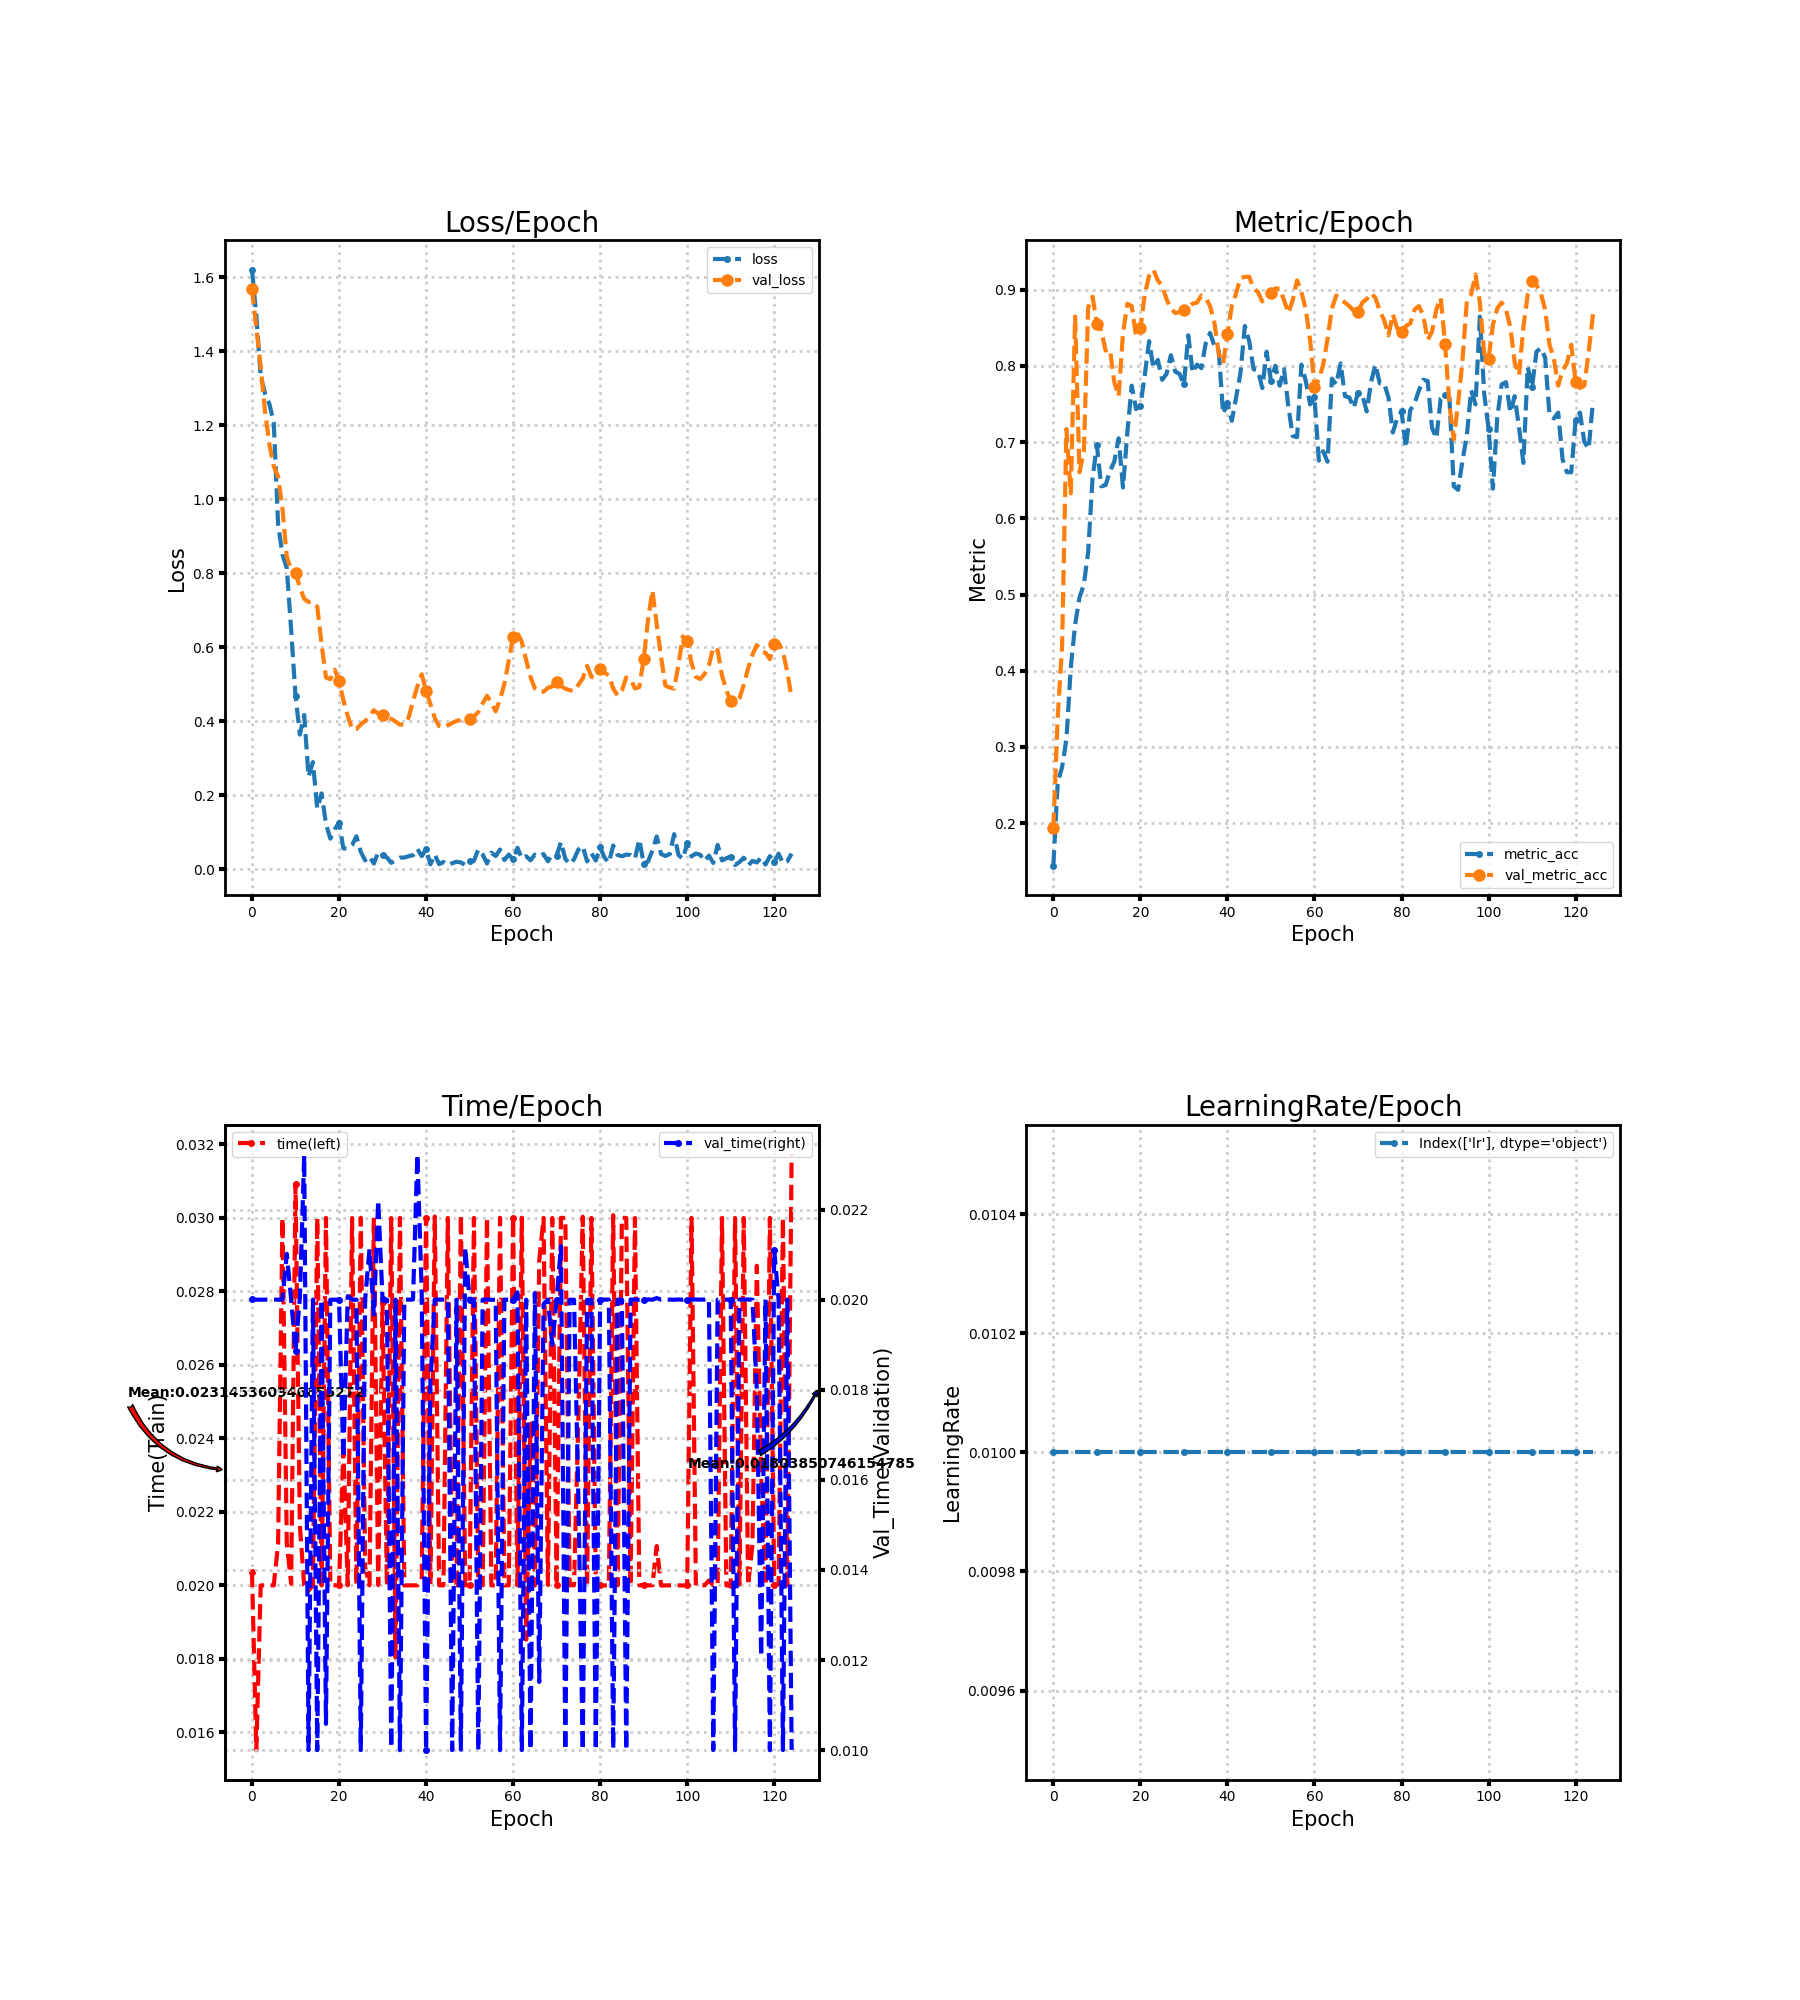 Loss/Epoch
Loss
1.6
1.4
1.2
1.0
0.8
0.6
0.4
0.2
0.0
loss
val_loss
0 20 40 60 80 100 120
Epoch
Metric/Epoch
Metric
0.9
0.8
0.7
0.6
0.5
0.4
0.3
0.2
metric_acc
val_metric_acc
0 20 40 60 80 100 120
Epoch
Time/Epoch
Time(Train)
0.032
0.030
0.028
0.026
0.024
0.022
0.020
0.018
0.016
time(left)
val_time(right)
0.022
0.020
0.018
0.016
0.014
0.012
0.010
Val_Time(Validation)
Mean:0.01803850746154785
0 20 40 60 80 100 120
Epoch
LearningRate/Epoch
LearningRate
0.0104
0.0102
0.0100
0.0098
0.0096
Index(['lr'], dtype='object')
0 20 40 60 80 100 120
Epoch